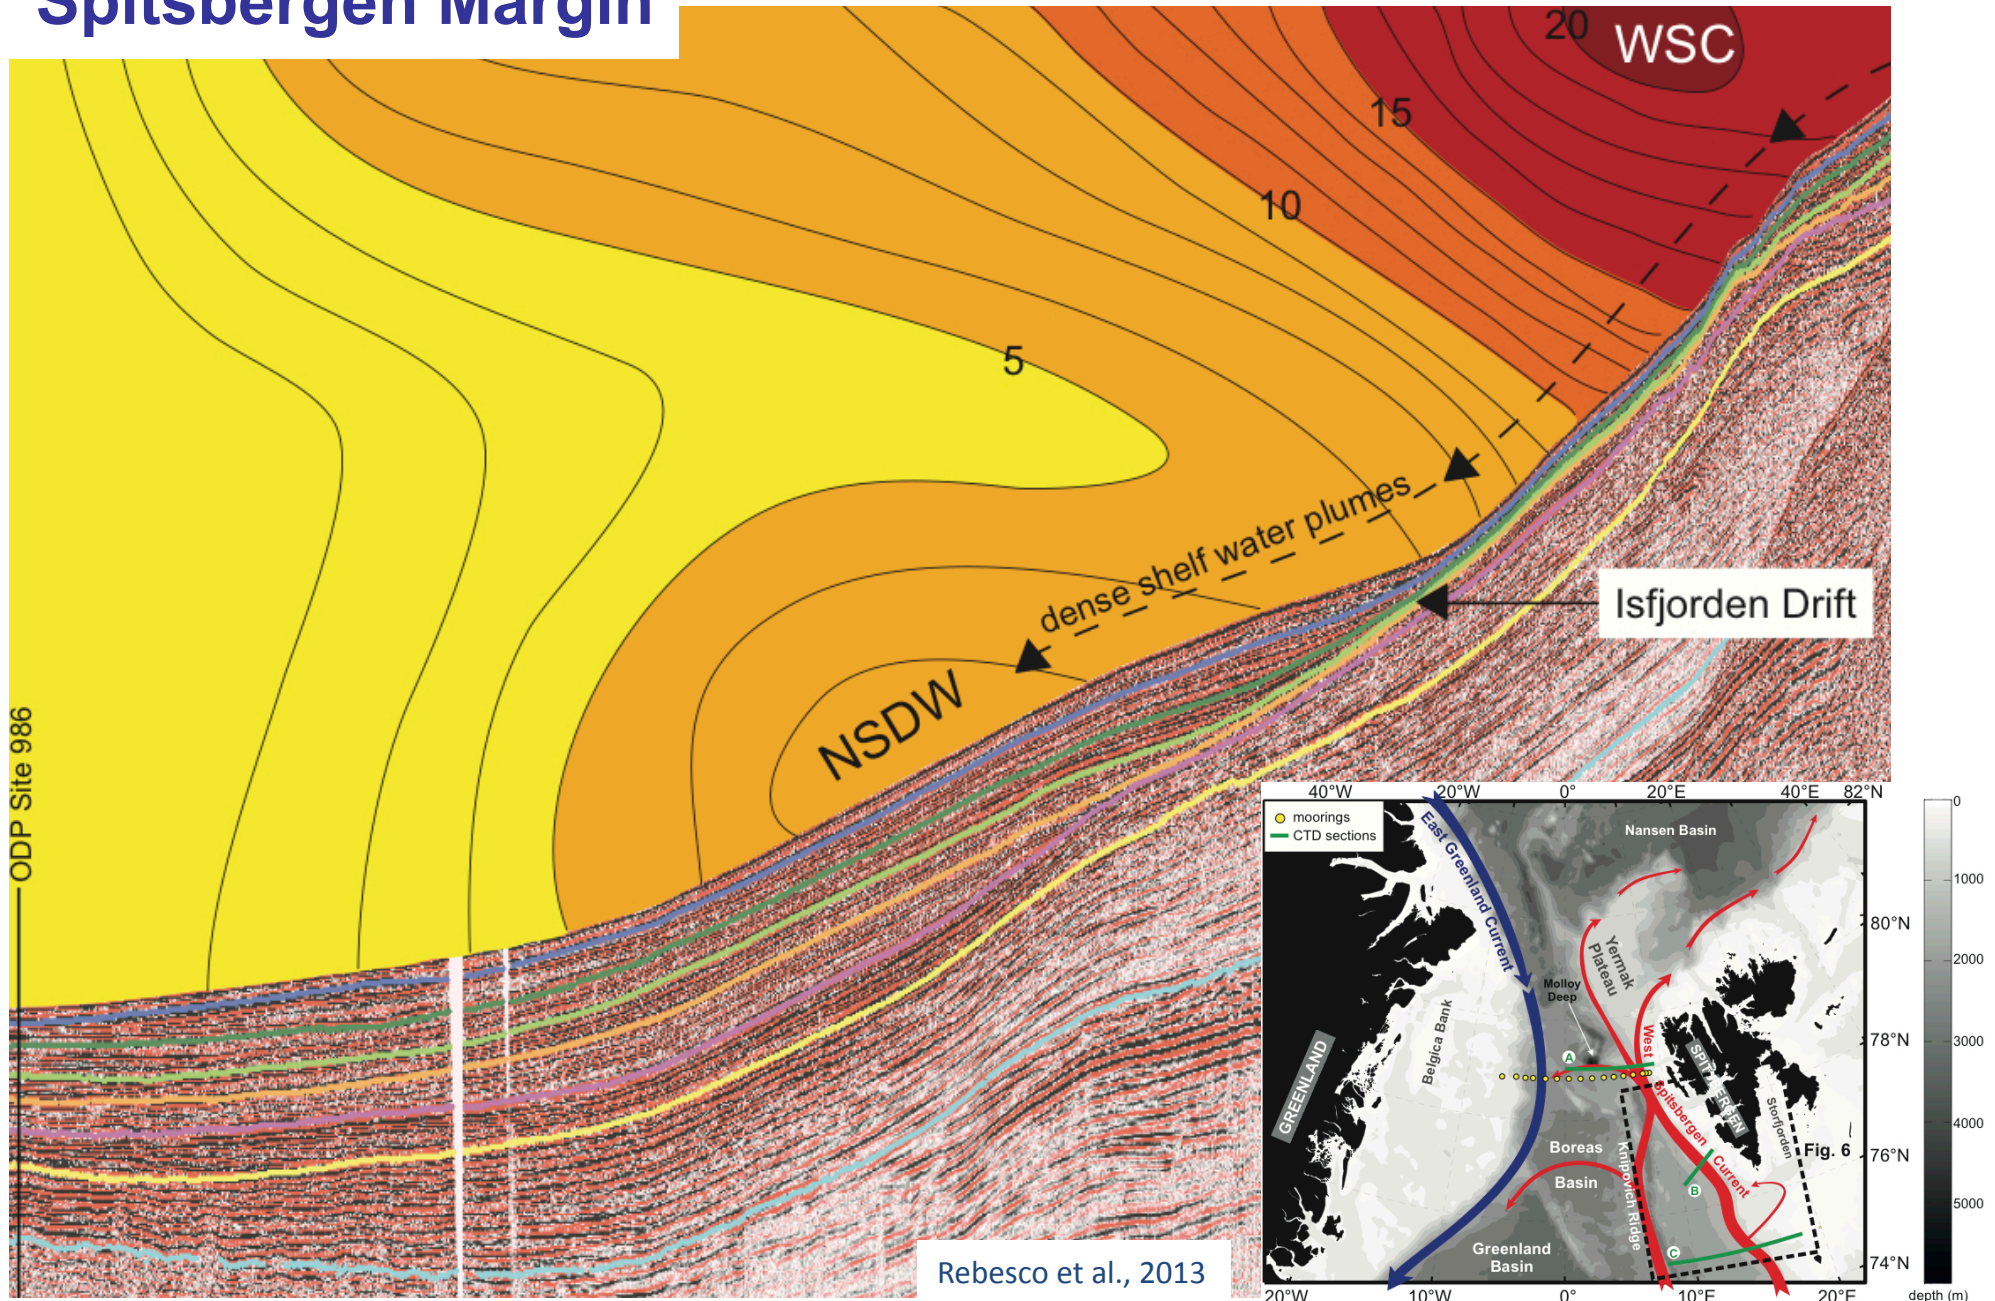 Spitsbergen Margin
20
WSC
15
10
5
dense shelf water plumes
Isfjorden Drift
NSDW
ODP Site 986
Rebesco et al., 2013
40°W
20°W
0°
20°E
40°E
82°N
moorings
CTD sections
Nansen Basin
East Greenland Current
Yermak
Plateau
80°N
Molloy
Deep
Belgica Bank
GREENLAND
78°N
A
West
Spitsbergen
Current
SPITSBERGEN
Storfjorden
Fig. 6
76°N
B
Boreas
Basin
Knipovich Ridge
Greenland
Basin
C
74°N
20°W
10°W
0°
10°E
20°E
0
1000
2000
3000
4000
5000
depth (m)